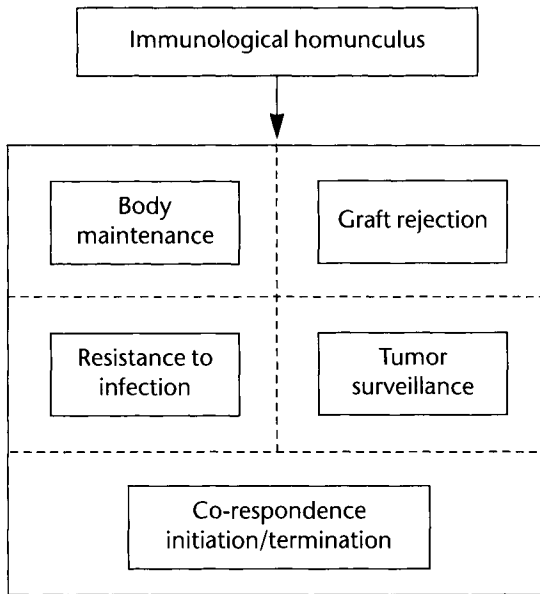 Immunological homunculus
Body
maintenance
Graft rejection
Resistance to
infection
Tumor
surveillance
Co-respondence
initiation/termination